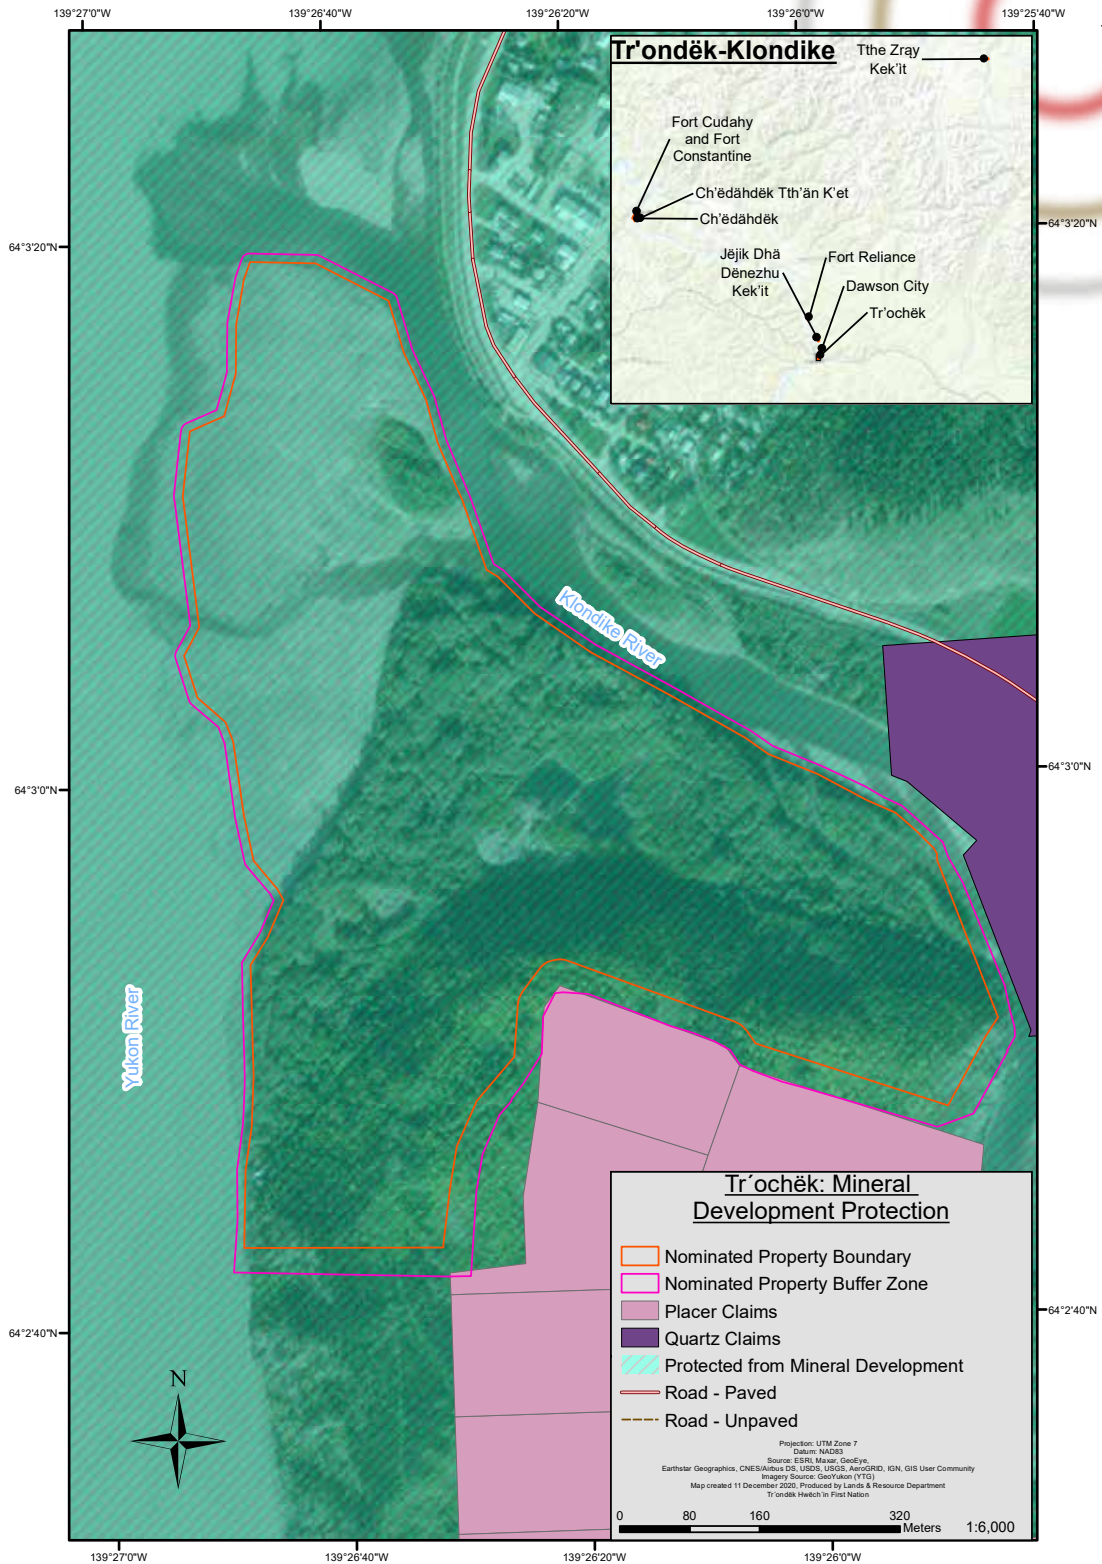 139°27'0"W
139°26'40"W
139°26'20"W
139°26'0"W
139°25'40"W
Tr'ondëk-Klondike
Tthe Zrąy
Kek'it
Fort Cudahy
and Fort
Constantine
Ch'ëdähdëk Tth'än K'et
Ch'ëdähdëk
Jëjik Dhä
Dënezhu
Kek'it
Fort Reliance
Dawson City
Tr'ochëk
64°3'20"N
64°3'20"N
Klondike River
64°3'0"N
64°3'0"N
Yukon River
Tr'ochëk: Mineral
Development Protection
Nominated Property Boundary
Nominated Property Buffer Zone
Placer Claims
Quartz Claims
Protected from Mineral Development
Road - Paved
Road - Unpaved
64°2'40"N
64°2'40"N
N
Projection: UTM Zone 7
Datum: NAD83
Source: ESRI, Maxar, GeoEye,
Earthstar Geographics, CNES/Airbus DS, USDS, USGS, AeroGRID, IGN, GIS User Community
Imagery Source: GeoYukon (YTG)
Map created 11 December 2020, Produced by Lands & Resource Department
Tr'ondëk Hwëch'in First Nation
0 80 160 320
Meters 1:6,000
139°27'0"W
139°26'40"W
139°26'20"W
139°26'0"W